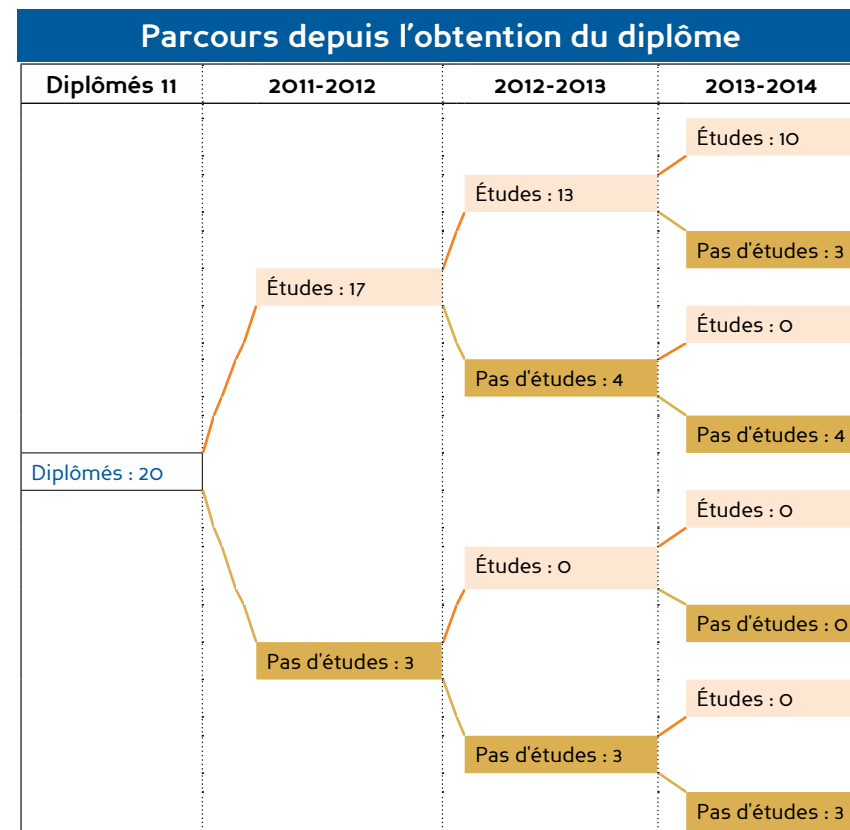 Parcours depuis l'obtention du diplôme
Diplômés 11 2011-2012 2012-2013 2013-2014
Études : 10
Études : 13
Pas d'études : 3
Études : 17
Études : 0
Pas d'études : 4
Pas d'études : 4
Diplômés : 20
Études : 0
Études : 0
Pas d'études : 0
Pas d'études : 3
Études : 0
Pas d'études : 3
Pas d'études : 3